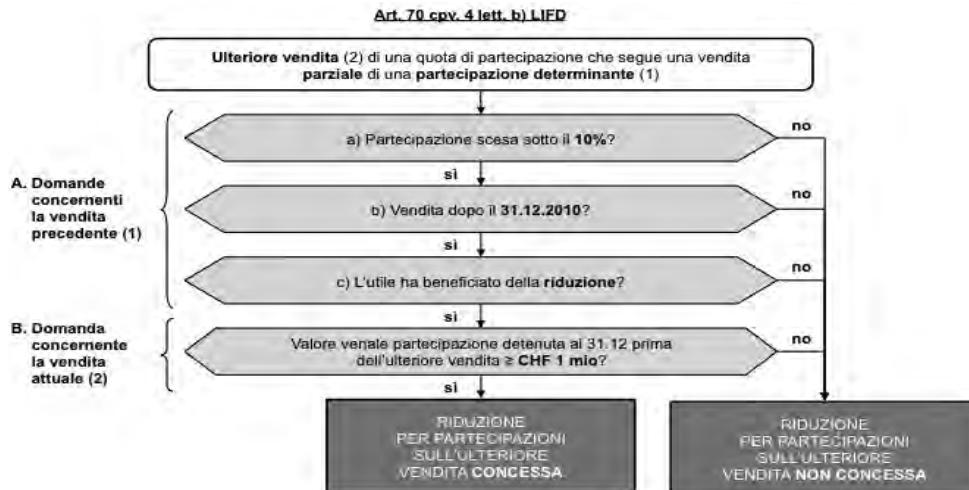 Art. 70 cpv. 4 lett. b) LIFD
Ulteriore vendita (2) di una quota di partecipazione che segue una vendita
parziale di una partecipazione determinante (1)
a) Partecipazione scesa sotto il 10%?
no
sì
A. Domande
concernenti
la vendita
precedente (1)
b) Vendita dopo il 31.12.2010?
no
sì
c) L'utile ha beneficiato della riduzione?
no
sì
B. Domanda
concernente
la vendita
attuale (2)
Valore venale partecipazione detenuta al 31.12 prima
dell'ulteriore vendita ≥ CHF 1 mio?
no
sì
RIDUZIONE
PER PARTECIPAZIONI
SULL'ULTERIORE
VENDITA CONCESSA
RIDUZIONE
PER PARTECIPAZIONI
SULL'ULTERIORE
VENDITA NON CONCESSA